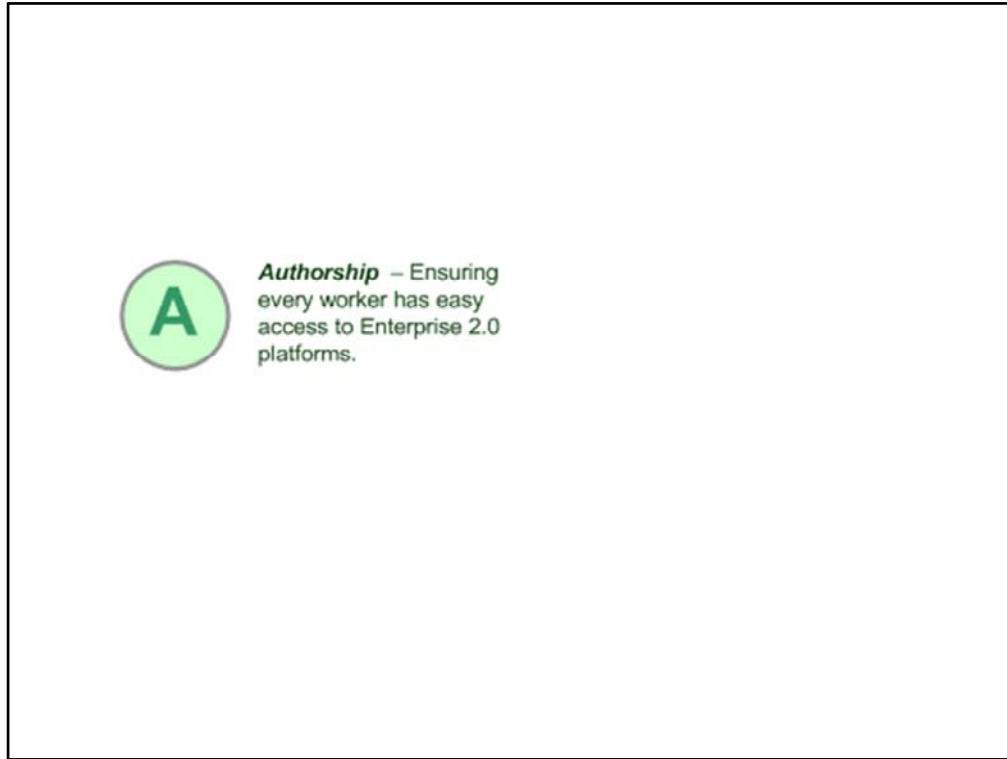 A
Authorship – Ensuring
every worker has easy
access to Enterprise 2.0
platforms.